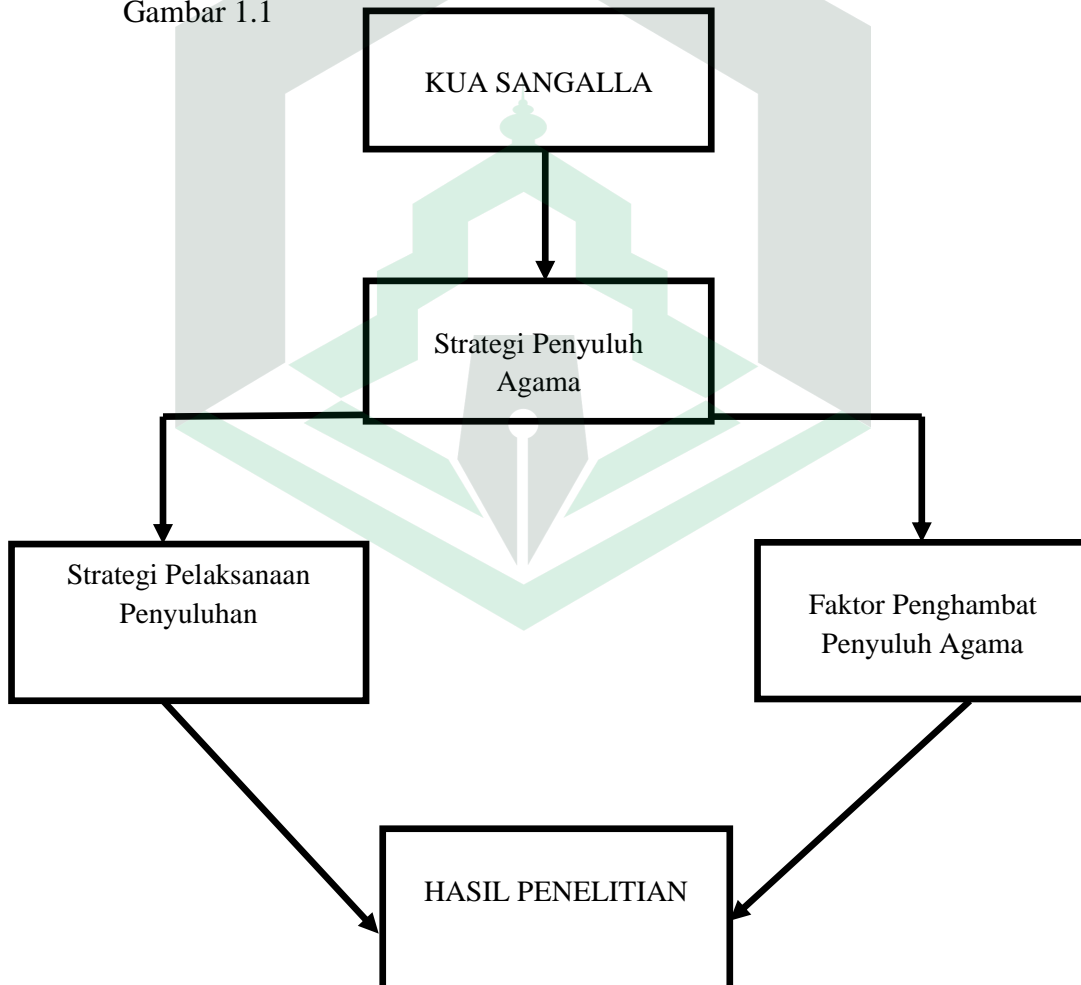 Gambar 1.1
KUA SANGALLA
Strategi Penyuluh
Agama
Strategi Pelaksanaan
Penyuluhan
Faktor Penghambat
Penyuluh Agama
HASIL PENELITIAN